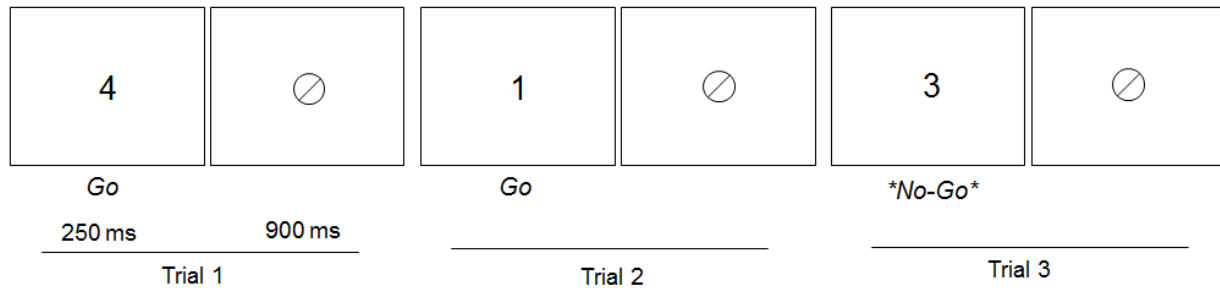 4
1
3
Go
Go
*No-Go*
250 ms
900 ms
Trial 1
Trial 2
Trial 3